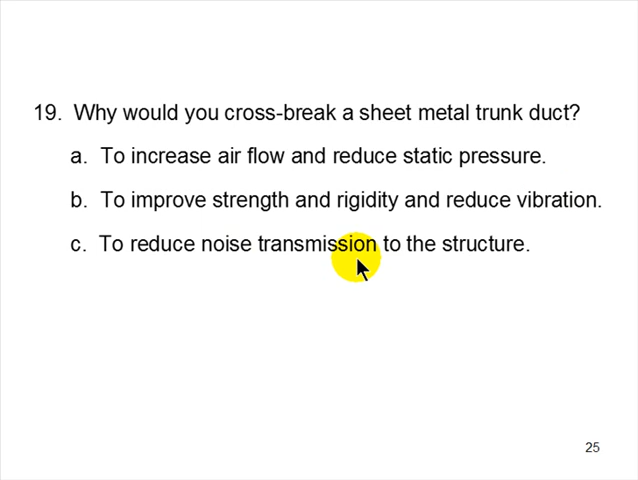 19. Why would you cross-break a sheet metal trunk duct?
a. To increase air flow and reduce static pressure.
b. To improve strength and rigidity and reduce vibration.
c. To reduce noise transmission to the structure.
25